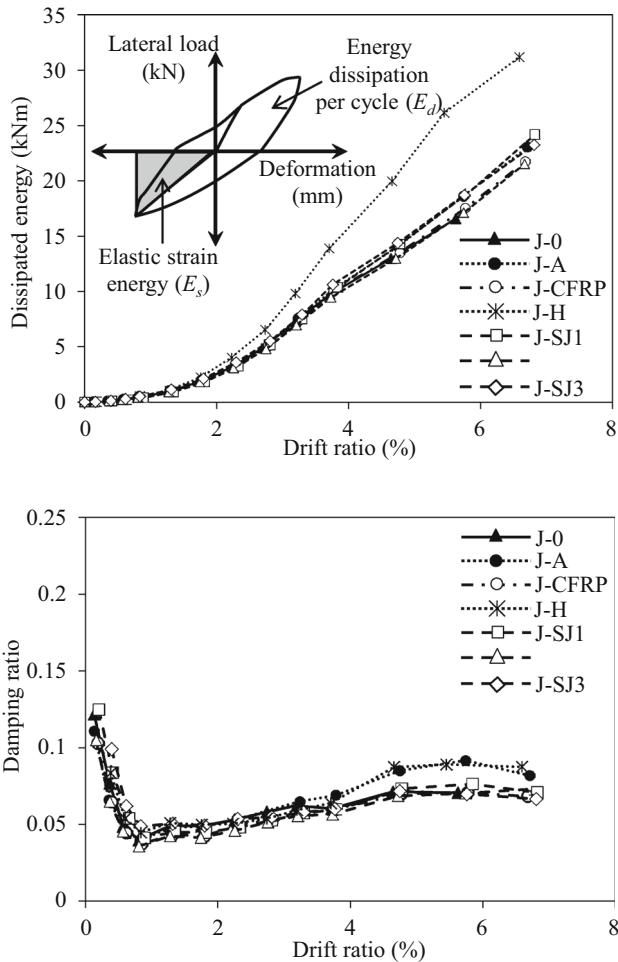 35
30
25
20
15
10
5
0
Dissipated energy (kNm)
Lateral load
(kN)
Energy
dissipation
per cycle (E_d)
Deformation
(mm)
Elastic strain
energy (E_s)
J-0
J-A
J-CFRP
J-H
J-SJ1
J-SJ3
0 2 4 6 8
Drift ratio (%)
0.25
0.2
0.15
0.1
0.05
0
Damping ratio
J-0
J-A
J-CFRP
J-H
J-SJ1
J-SJ3
0 2 4 6 8
Drift ratio (%)